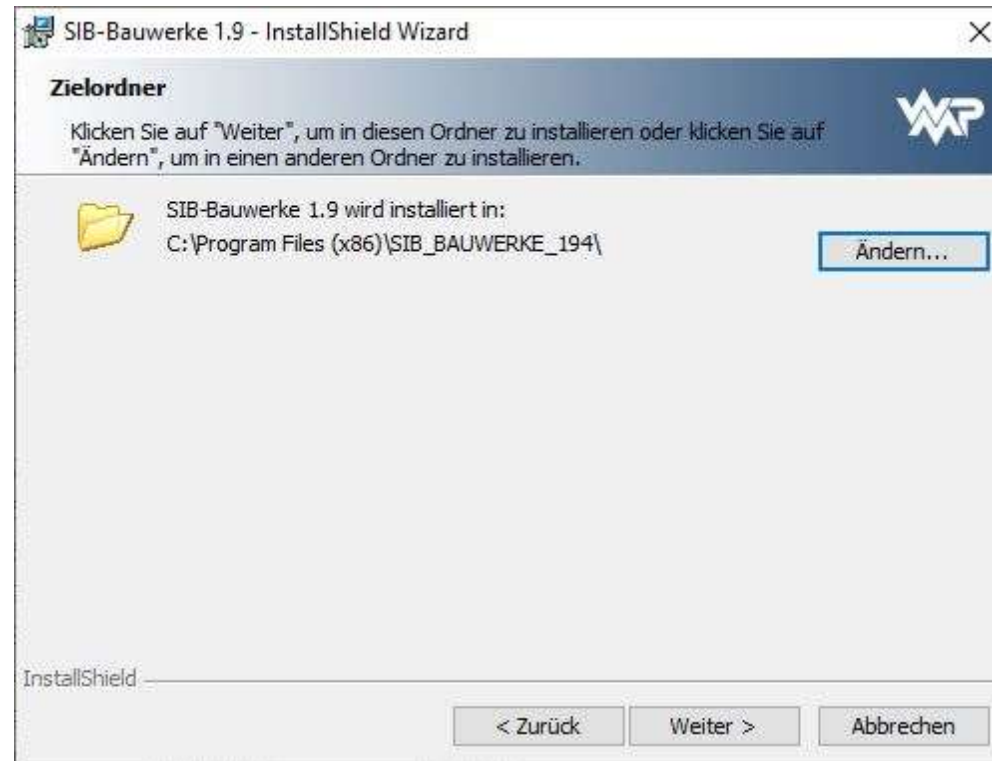 SIB-Bauwerke 1.9 - InstallShield Wizard
Zielordner
Klicken Sie auf "Weiter", um in diesen Ordner zu installieren oder klicken Sie auf
"Ändern", um in einen anderen Ordner zu installieren.
WP
SIB-Bauwerke 1.9 wird installiert in:
C:\Program Files (x86)\SIB_BAUWERKE_194\
Ändern...
InstallShield
< Zurück
Weiter >
Abbrechen